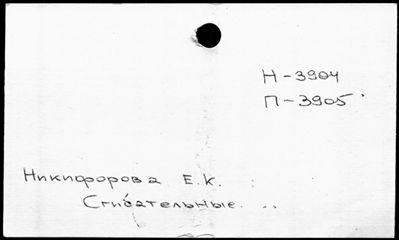 Н-3904
П-3905
Никифорова Е.К.
Сгибательные...